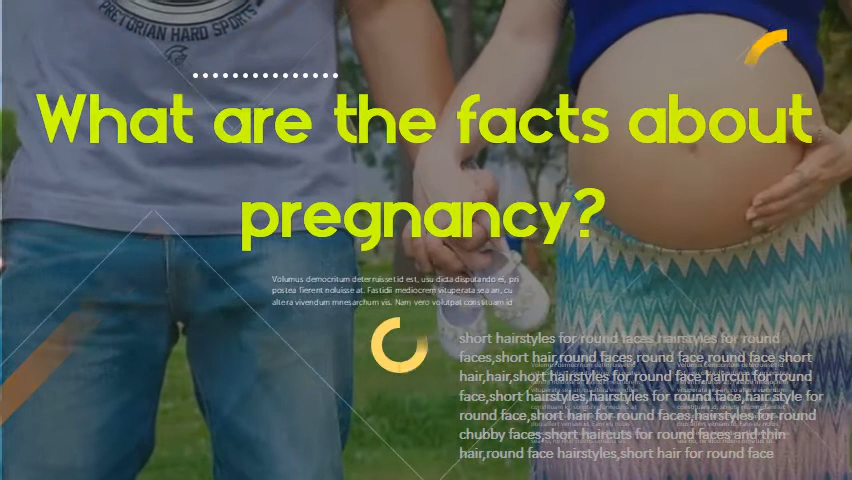 PRETORIAN HARD SPORTS
What are the facts about
pregnancy?
Volumus democritum deterruisset id est, usu dicta disputando ei, pri
postea fierent noluisse at. Fastidii mediocrem vituperata sea an, cu
altera vivendum mnesarchum vis. Nam vero volutpat constituam id
short hairstyles for round faces,hairstyles for round
faces,short hair,round faces,round face,round face short
hair,hair,short hairstyles for round face,haircut for round
face,short hairstyles,hairstyles for round face,hair style for
round face,short hair for round faces,hairstyles for round
chubby faces,short haircuts for round faces and thin
hair,round face hairstyles,short hair for round face